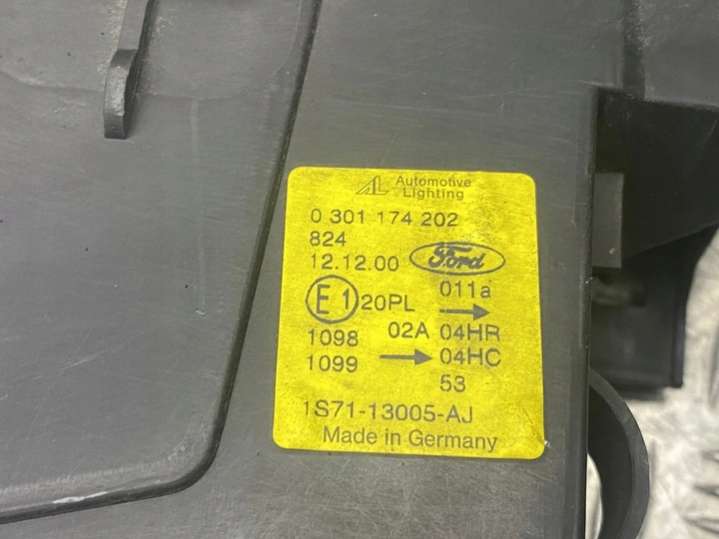 AL Automotive
Lighting
0 301 174 202
824
12.12.00 Ford
E1 20PL 011a →
1098 02A 04HR
1099 → 04HC
53
1S71-13005-AJ
Made in Germany